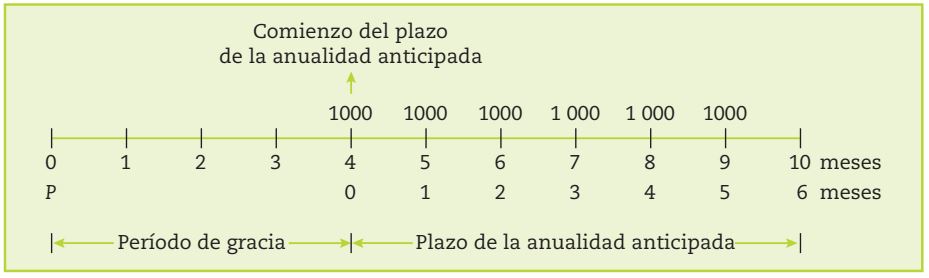 Comienzo del plazo
de la anualidad anticipada
1000 1000 1000 1 000 1 000 1000
0 1 2 3 4 5 6 7 8 9 10 meses
P 0 1 2 3 4 5 6 meses
Período de gracia Plazo de la anualidad anticipada